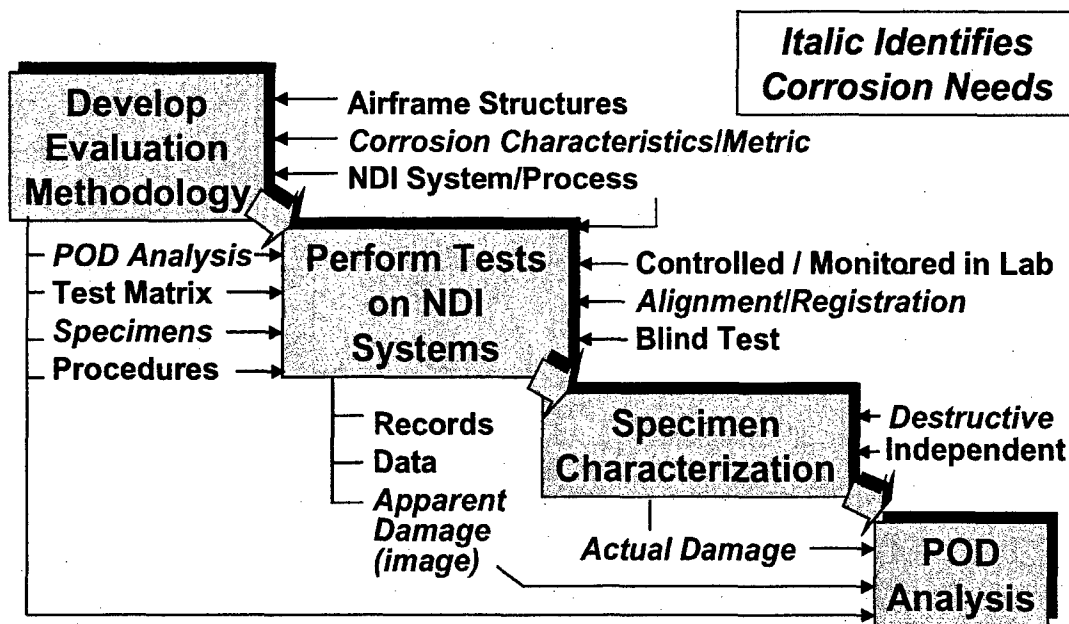 Italic Identifies
Corrosion Needs
Develop
Evaluation
Methodology
Airframe Structures
Corrosion Characteristics/Metric
NDI System/Process
POD Analysis
Test Matrix
Specimens
Procedures
Perform Tests
on NDI
Systems
Controlled / Monitored in Lab
Alignment/Registration
Blind Test
Records
Data
Apparent
Damage
(image)
Specimen
Characterization
Destructive
Independent
Actual Damage
POD
Analysis